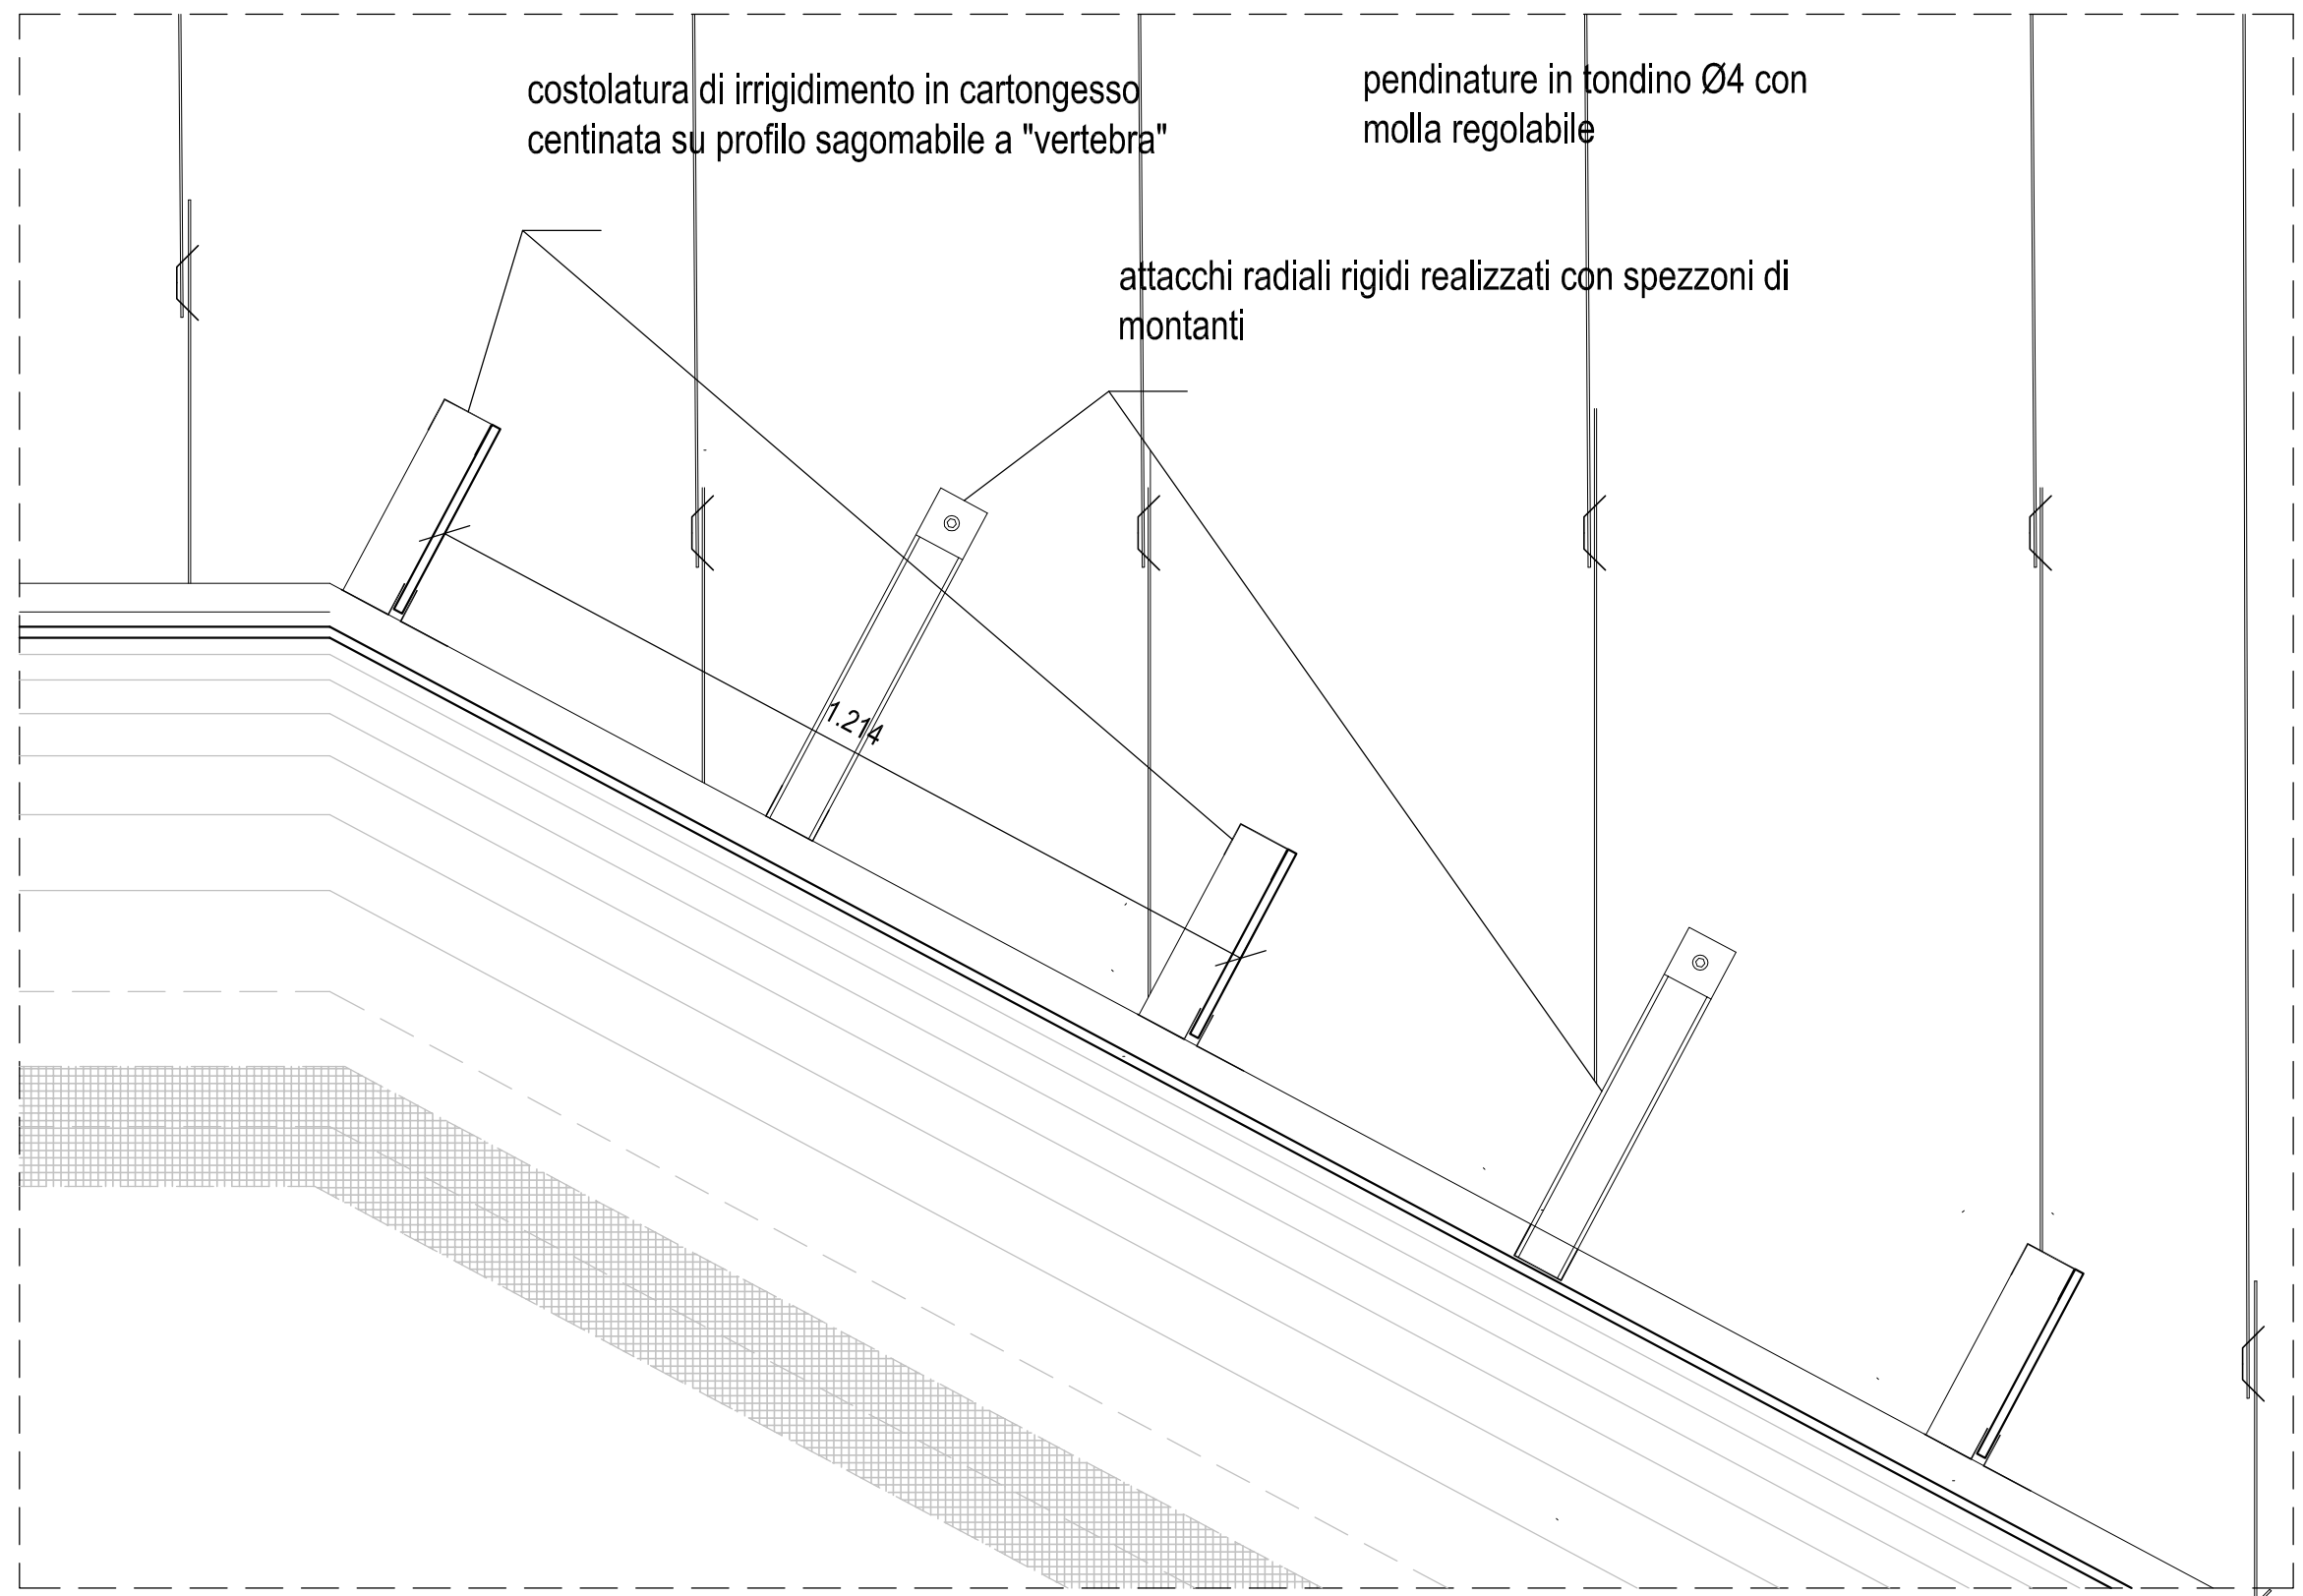 costolatura di irrigidimento in cartongesso
centinata su profilo sagomabile a "vertebra"
pendinature in tondino Ø4 con
molla regolabile
attacchi radiali rigidi realizzati con spezzoni di
montanti
1.214